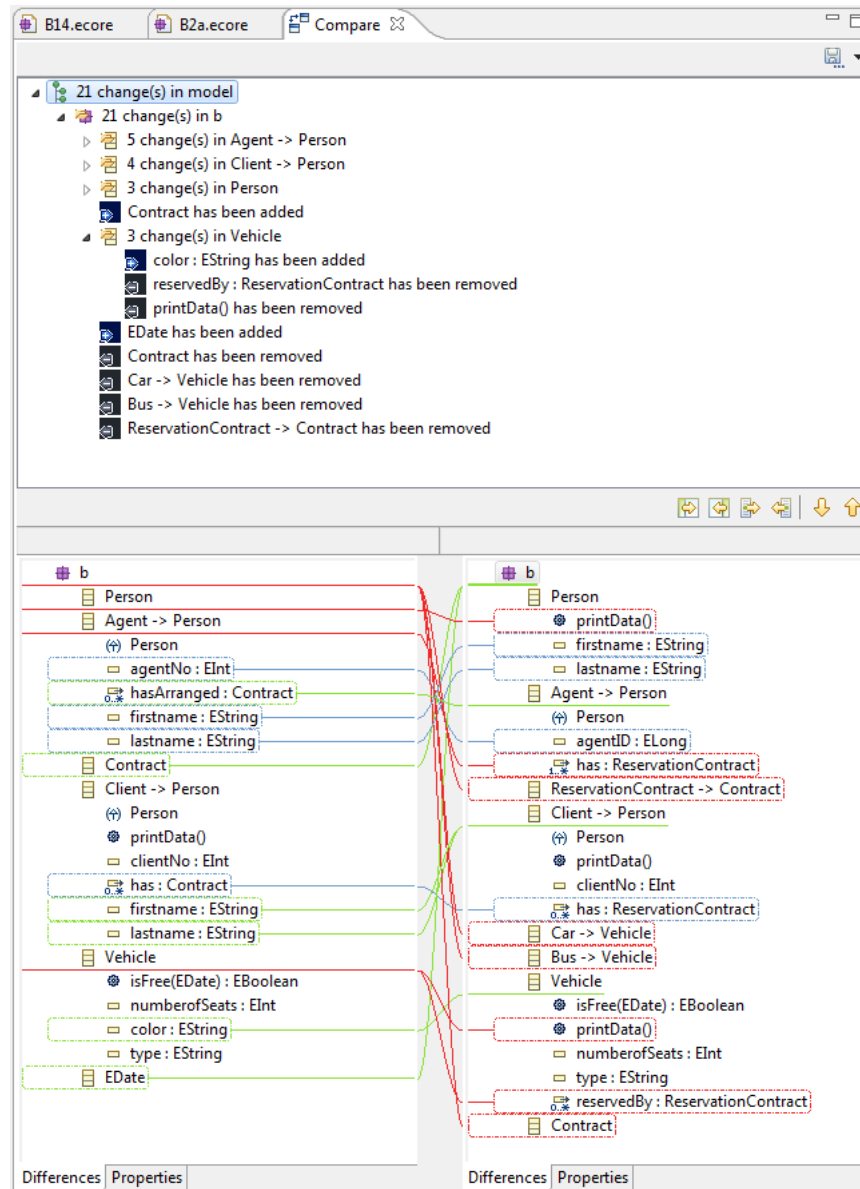 B14.ecore B2a.ecore Compare
21 change(s) in model
21 change(s) in b
5 change(s) in Agent -> Person
4 change(s) in Client -> Person
3 change(s) in Person
Contract has been added
3 change(s) in Vehicle
color : EString has been added
reservedBy : ReservationContract has been removed
printData() has been removed
EDate has been added
Contract has been removed
Car -> Vehicle has been removed
Bus -> Vehicle has been removed
ReservationContract -> Contract has been removed
b
Person
Agent -> Person
Person
agentNo : EInt
0..* hasArranged : Contract
firstname : EString
lastname : EString
Contract
Client -> Person
Person
printData()
clientNo : EInt
0..* has : Contract
firstname : EString
lastname : EString
Vehicle
isFree(EDate) : EBoolean
numberofSeats : EInt
color : EString
type : EString
EDate
Differences Properties
b
Person
printData()
firstname : EString
lastname : EString
Agent -> Person
Person
agentID : ELong
1..* has : ReservationContract
ReservationContract -> Contract
Client -> Person
Person
printData()
clientNo : EInt
0..* has : ReservationContract
Car -> Vehicle
Bus -> Vehicle
Vehicle
isFree(EDate) : EBoolean
printData()
numberofSeats : EInt
type : EString
0..* reservedBy : ReservationContract
Contract
Differences Properties